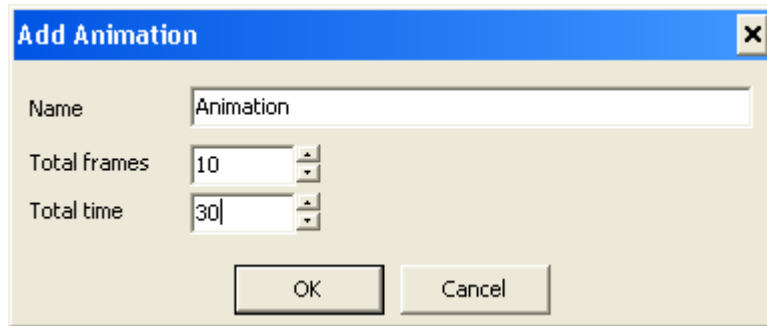 Add Animation
Name Animation
Total frames 10
Total time 30
OK Cancel